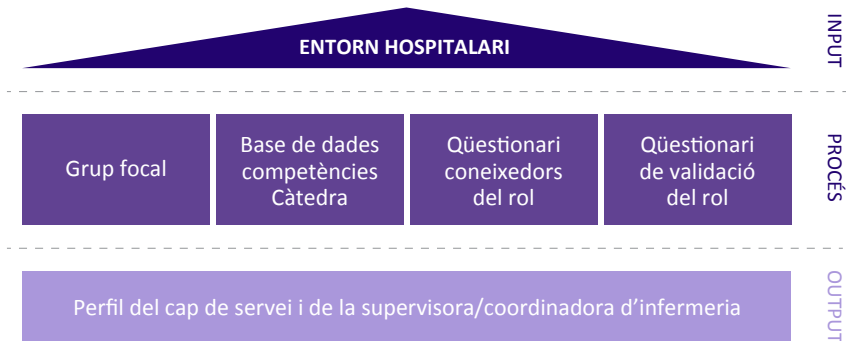 ENTORN HOSPITALARI
INPUT
Grup focal
Base de dades
competències
Càtedra
Qüestionari
coneixedors
del rol
Qüestionari
de validació
del rol
PROCÉS
Perfil del cap de servei i de la supervisora/coordinadora d’infermeria
OUTPUT